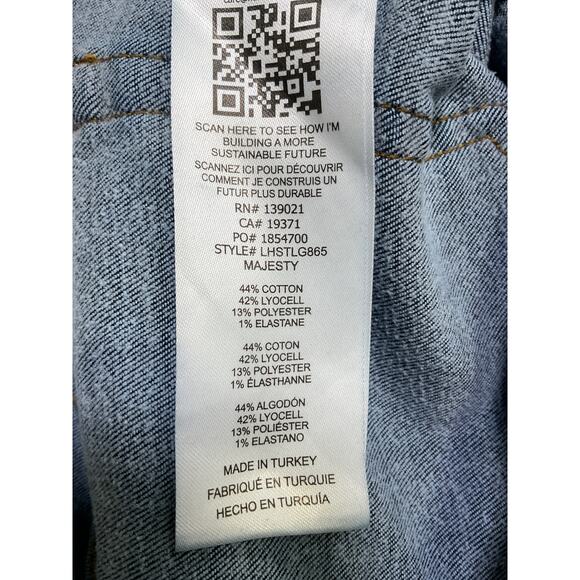 SCAN HERE TO SEE HOW I'M
BUILDING A MORE
SUSTAINABLE FUTURE
SCANNEZ ICI POUR DÉCOUVRIR
COMMENT JE CONSTRUIS UN
FUTUR PLUS DURABLE
RN# 139021
CA# 19371
PO# 1854700
STYLE# LHSTLG865
MAJESTY
44% COTTON
42% LYOCELL
13% POLYESTER
1% ELASTANE
44% COTON
42% LYOCELL
13% POLYESTER
1% ÉLASTHANNE
44% ALGODÓN
42% LYOCELL
13% POLIÉSTER
1% ELASTANO
MADE IN TURKEY
FABRIQUÉ EN TURQUIE
HECHO EN TURQUÍA